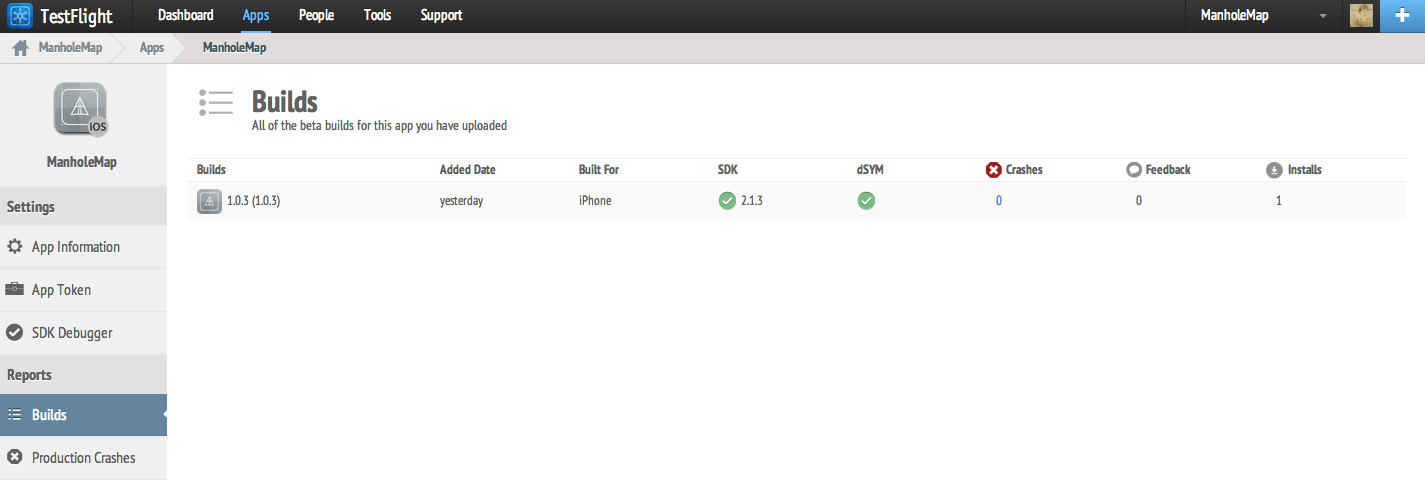 TestFlight Dashboard Apps People Tools Support ManholeMap
ManholeMap Apps ManholeMap
iOS
ManholeMap
Settings
App Information
App Token
SDK Debugger
Reports
Builds
Production Crashes
Builds
All of the beta builds for this app you have uploaded
Builds Added Date Built For SDK dSYM Crashes Feedback Installs
1.0.3 (1.0.3) yesterday iPhone 2.1.3 0 0 1